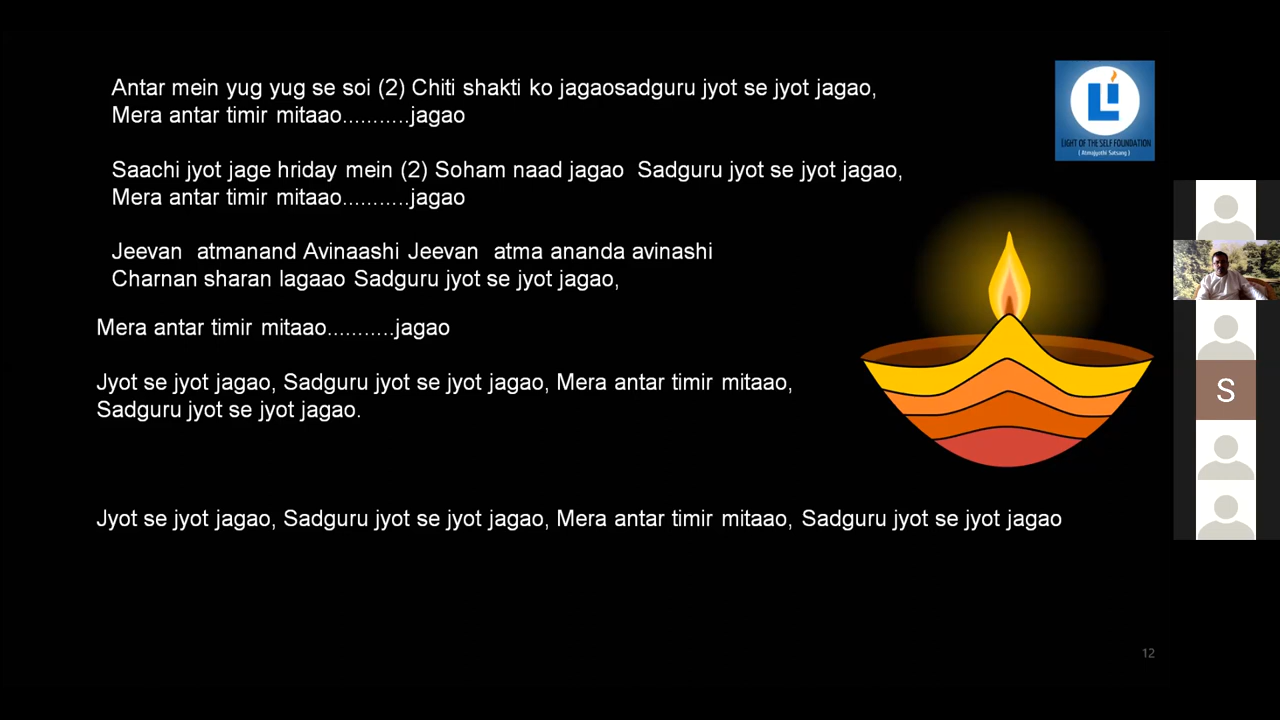 Antar mein yug yug se soi (2) Chiti shakti ko jagaosadguru jyot se jyot jagao,
Mera antar timir mitaao...........jagao
Saachi jyot jage hriday mein (2) Soham naad jagao  Sadguru jyot se jyot jagao,
Mera antar timir mitaao...........jagao
Jeevan  atmanand Avinaashi Jeevan  atma ananda avinashi
Charnan sharan lagaao Sadguru jyot se jyot jagao,
Mera antar timir mitaao...........jagao
Jyot se jyot jagao, Sadguru jyot se jyot jagao, Mera antar timir mitaao,
Sadguru jyot se jyot jagao.
Jyot se jyot jagao, Sadguru jyot se jyot jagao, Mera antar timir mitaao, Sadguru jyot se jyot jagao
LIGHT OF THE SELF FOUNDATION
( Atmajyothi Satsang )
S
12